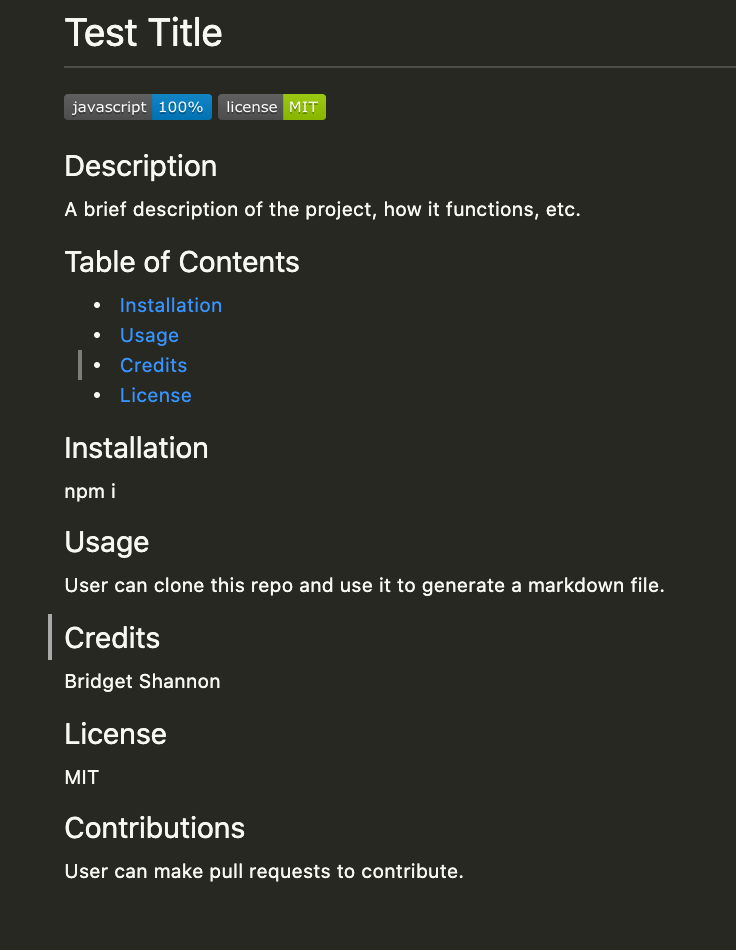 Test Title
javascript 100% license MIT
Description
A brief description of the project, how it functions, etc.
Table of Contents
• Installation
• Usage
• Credits
• License
Installation
npm i
Usage
User can clone this repo and use it to generate a markdown file.
Credits
Bridget Shannon
License
MIT
Contributions
User can make pull requests to contribute.